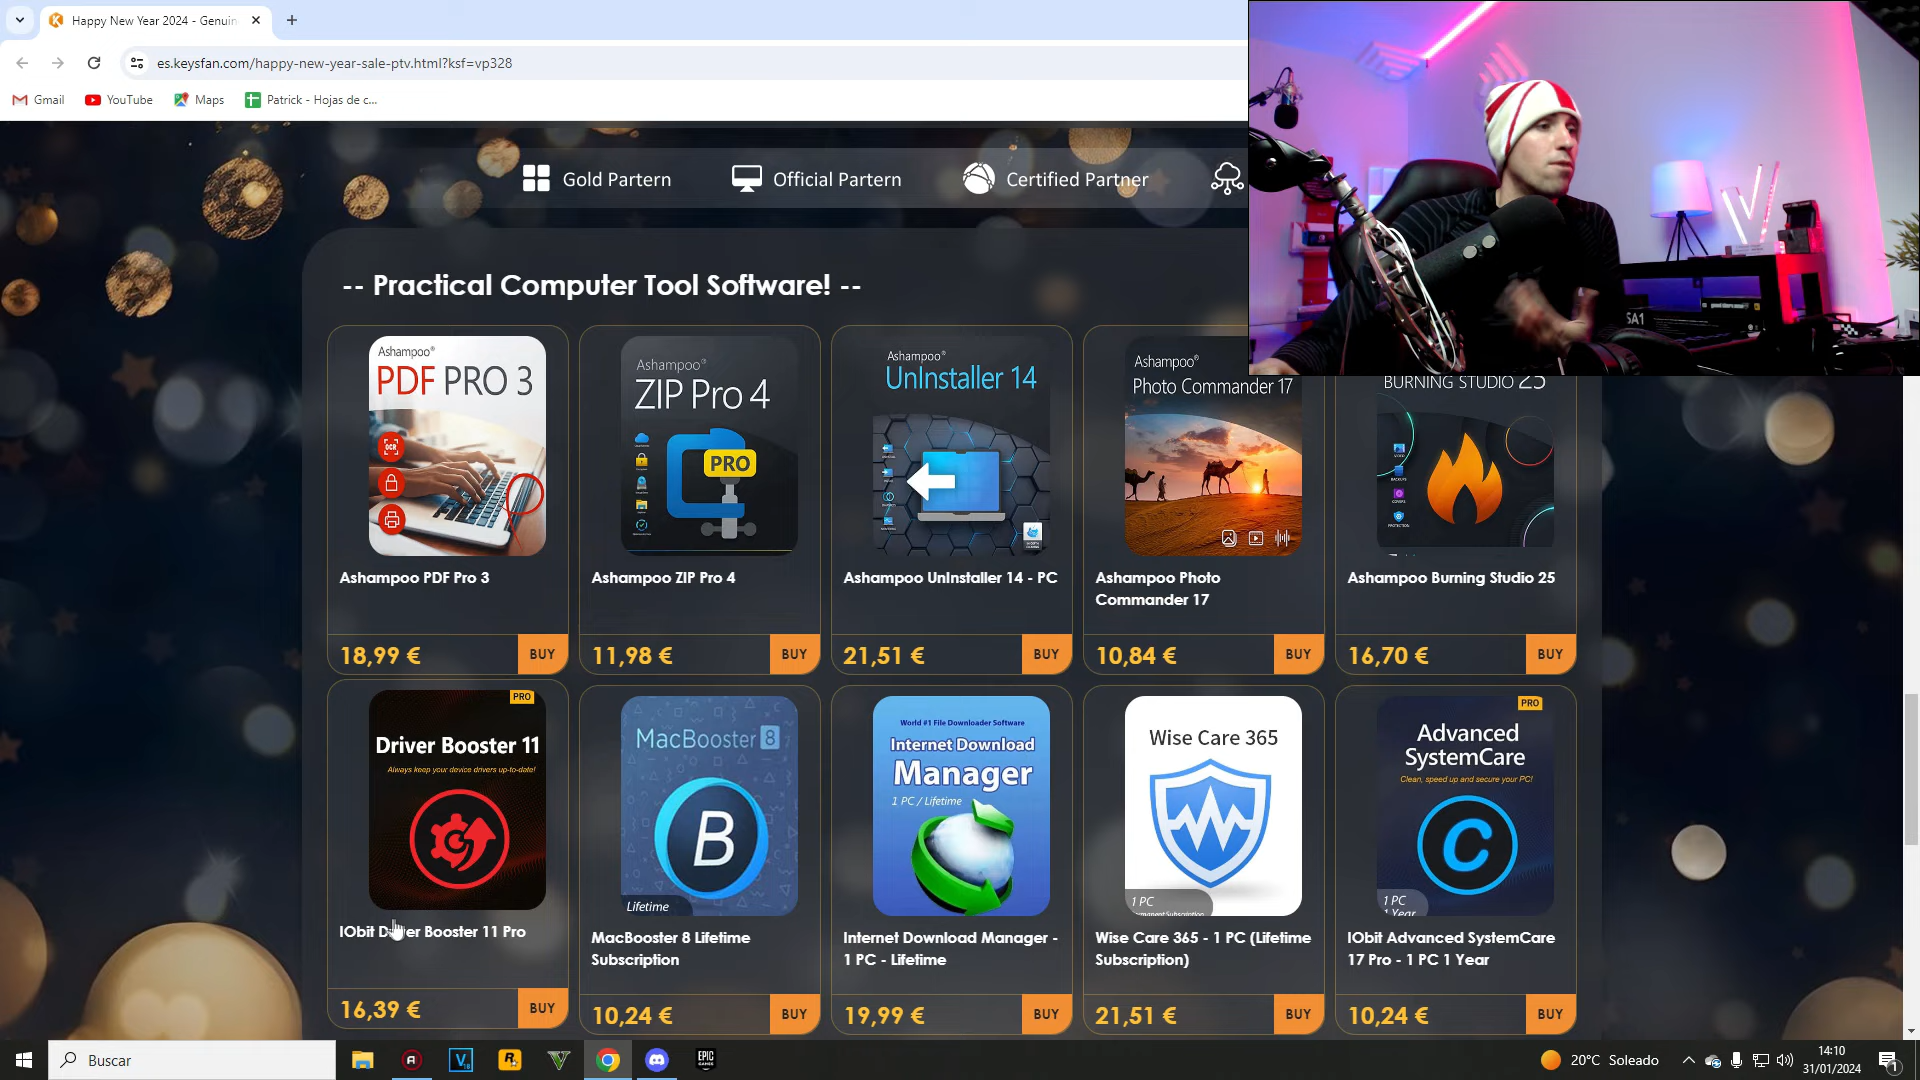 Happy New Year 2024 - Genuin
es.keysfan.com/happy-new-year-sale-ptv.html?ksf=vp328
Gmail
YouTube
Maps
Patrick - Hojas de c...
Gold Partern
Official Partern
Certified Partner
-- Practical Computer Tool Software! --
Ashampoo®
PDF PRO 3
Ashampoo®
ZIP Pro 4
PRO
Ashampoo®
UnInstaller 14
Ashampoo®
Photo Commander 17
BURNING STUDIO 25
OCR
Ashampoo PDF Pro 3
Ashampoo ZIP Pro 4
Ashampoo UnInstaller 14 - PC
Ashampoo Photo
Commander 17
Ashampoo Burning Studio 25
18,99 €
BUY
11,98 €
BUY
21,51 €
BUY
10,84 €
BUY
16,70 €
BUY
PRO
Driver Booster 11
Always keep your device drivers up-to-date!
MacBooster 8
B
Lifetime
World #1 File Downloader Software
Internet Download
Manager
1 PC / Lifetime
Wise Care 365
1 PC
PRO
Advanced
SystemCare
Clean, speed up and secure your PC!
C
1 PC
1 Year
IObit Driver Booster 11 Pro
MacBooster 8 Lifetime
Subscription
Internet Download Manager -
1 PC - Lifetime
Wise Care 365 - 1 PC (Lifetime
Subscription)
IObit Advanced SystemCare
17 Pro - 1 PC 1 Year
16,39 €
BUY
10,24 €
BUY
19,99 €
BUY
21,51 €
BUY
10,24 €
BUY
SA1
Buscar
EPIC
GAMES
20°C Soleado
14:10
31/01/2024
1